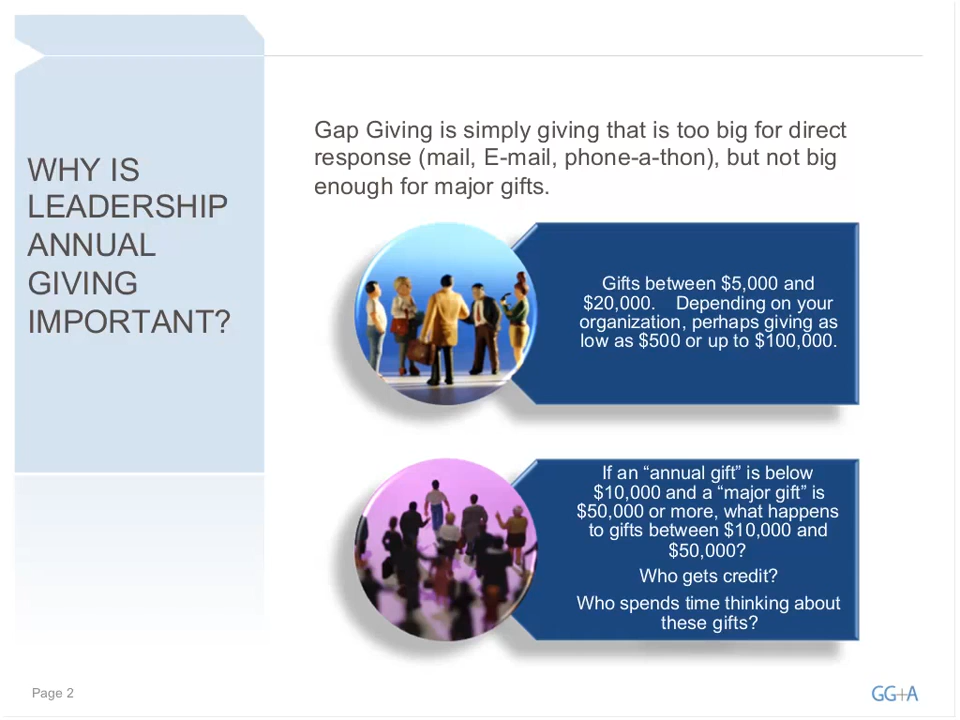 WHY IS
LEADERSHIP
ANNUAL
GIVING
IMPORTANT?
Gap Giving is simply giving that is too big for direct
response (mail, E-mail, phone-a-thon), but not big
enough for major gifts.
Gifts between $5,000 and
$20,000. Depending on your
organization, perhaps giving as
low as $500 or up to $100,000.
If an “annual gift” is below
$10,000 and a “major gift” is
$50,000 or more, what happens
to gifts between $10,000 and
$50,000?
Who gets credit?
Who spends time thinking about
these gifts?
Page 2
GG+A